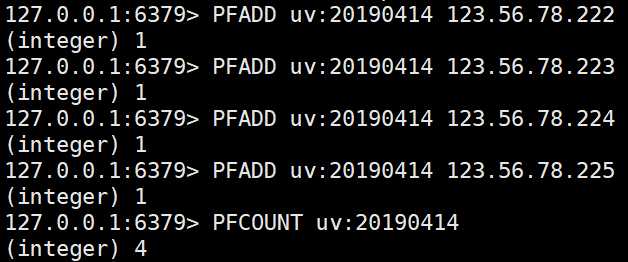 127.0.0.1:6379> PFADD uv:20190414 123.56.78.222
(integer) 1
127.0.0.1:6379> PFADD uv:20190414 123.56.78.223
(integer) 1
127.0.0.1:6379> PFADD uv:20190414 123.56.78.224
(integer) 1
127.0.0.1:6379> PFADD uv:20190414 123.56.78.225
(integer) 1
127.0.0.1:6379> PFCOUNT uv:20190414
(integer) 4